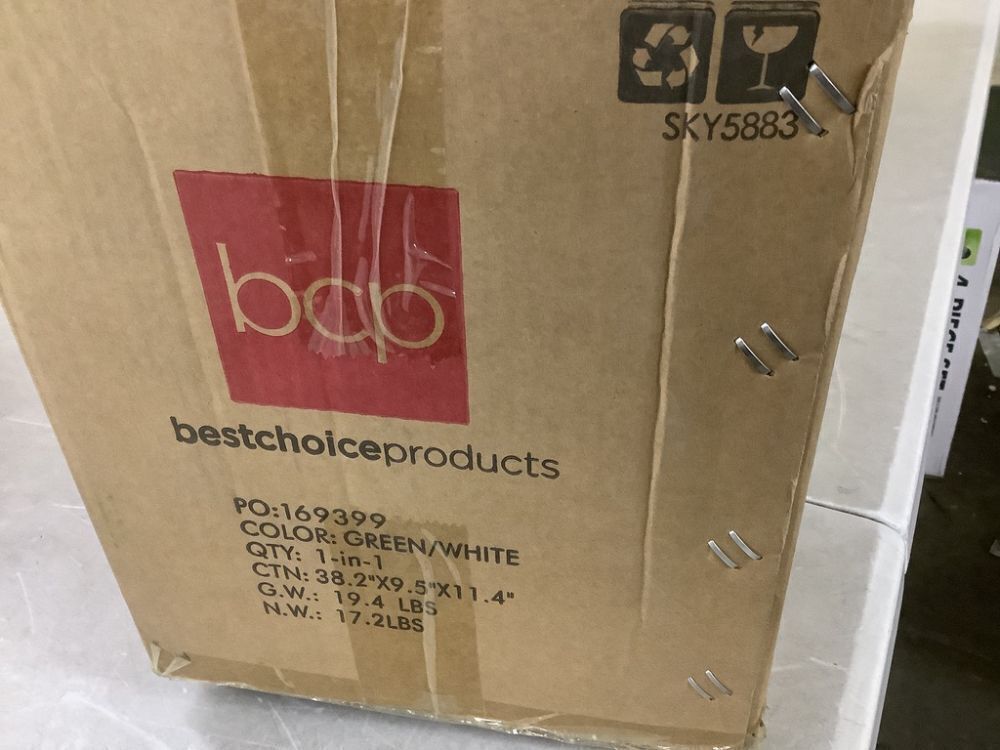 SKY5883
bcp
bestchoiceproducts
PO:169399
COLOR: GREEN/WHITE
QTY: 1-in-1
CTN: 38.2"X9.5"X11.4"
G.W.: 19.4 LBS
N.W.: 17.2LBS